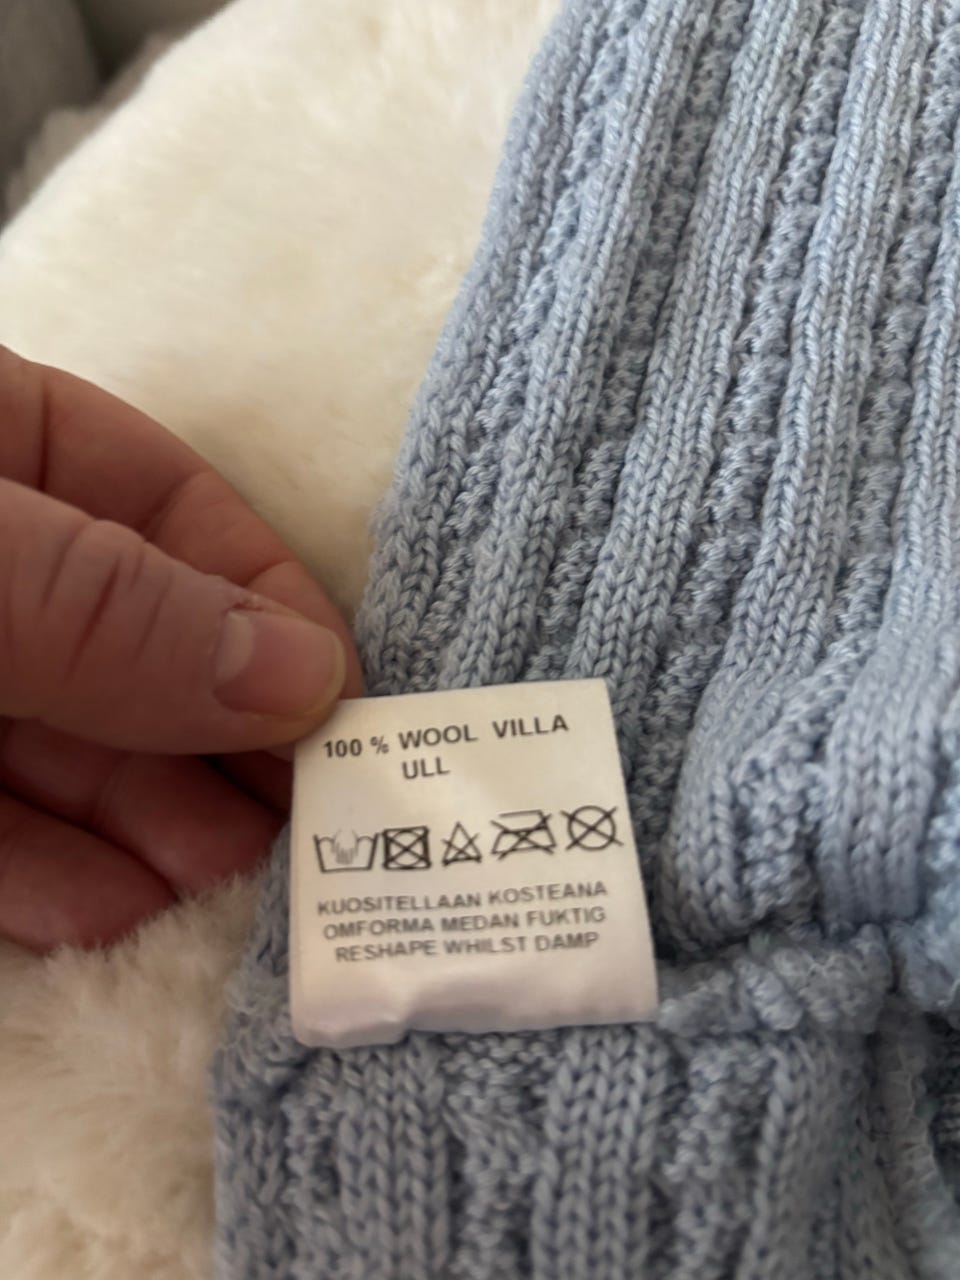 100 % WOOL VILLA
ULL
KUOSITELLAAN KOSTEANA
OMFORMA MEDAN FUKTIG
RESHAPE WHILST DAMP